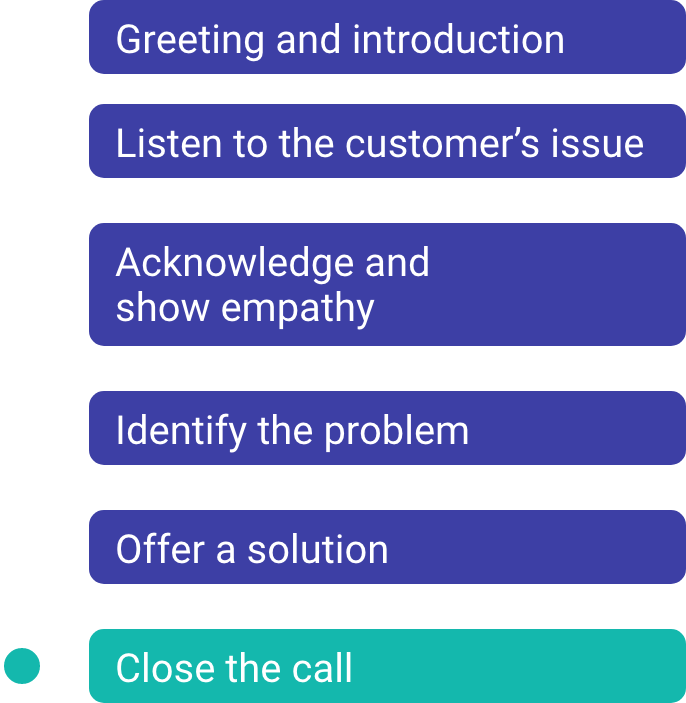 Greeting and introduction
Listen to the customer’s issue
Acknowledge and
show empathy
Identify the problem
Offer a solution
Close the call